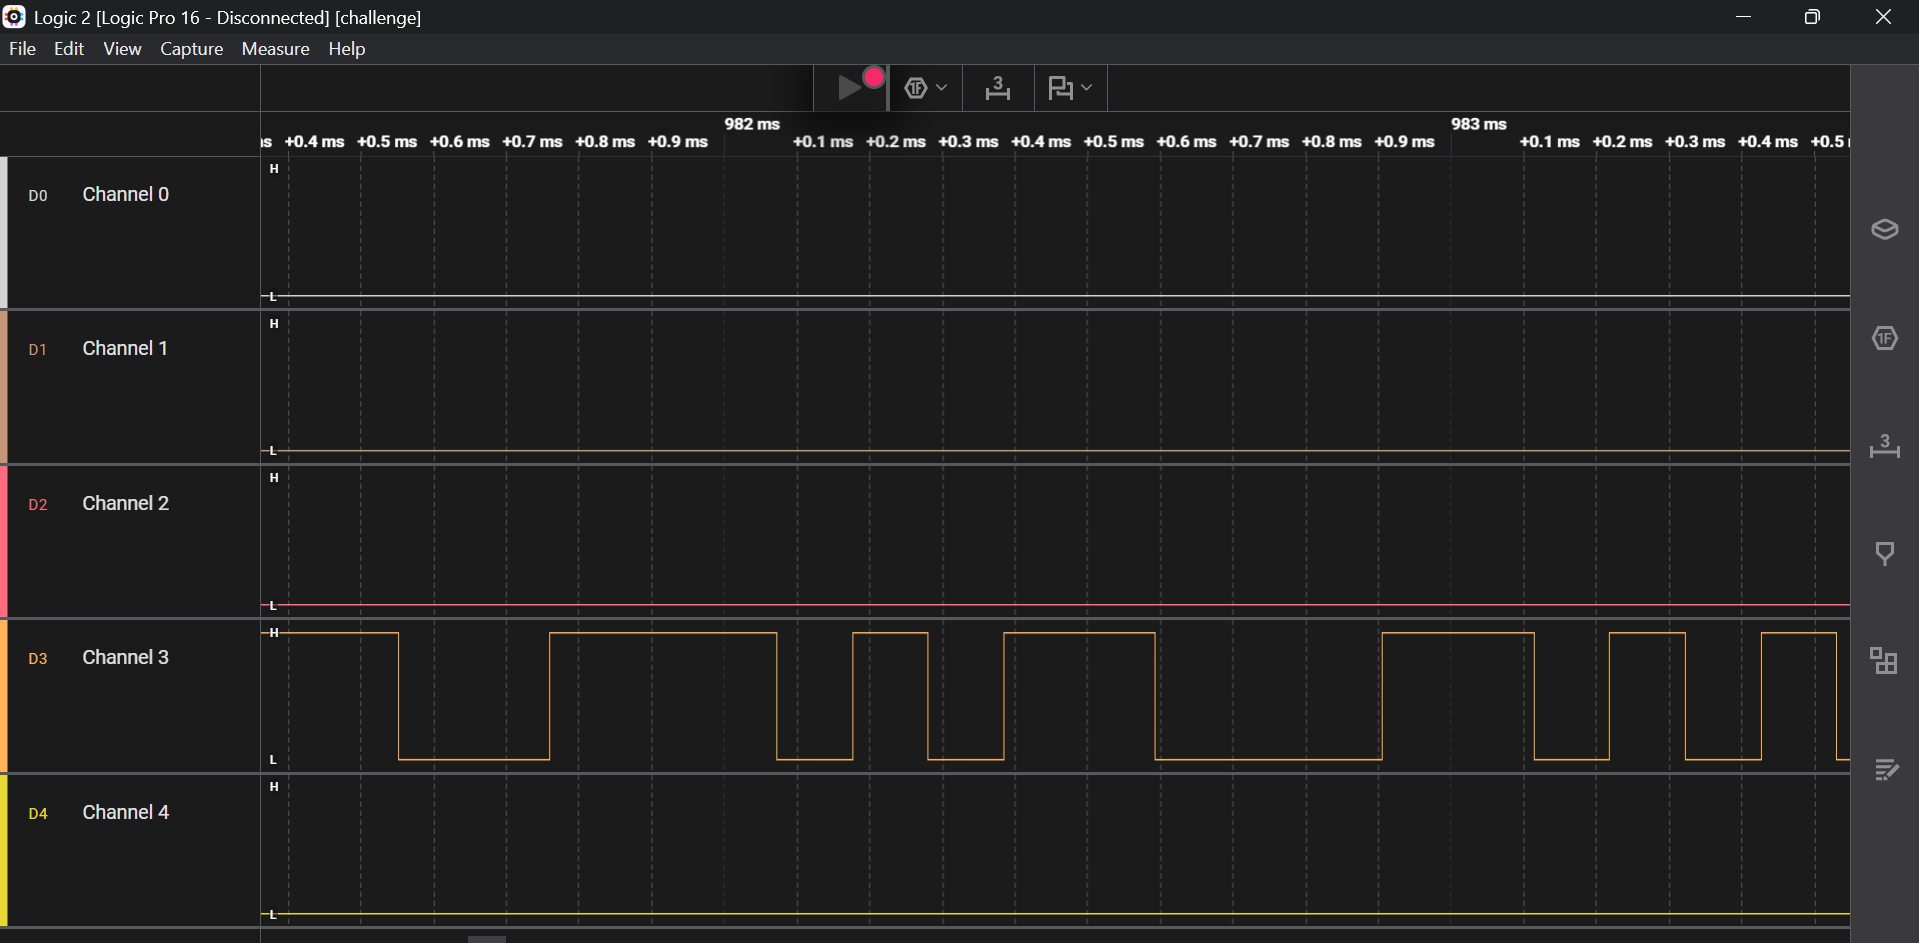 Logic 2 [Logic Pro 16 - Disconnected] [challenge]
File Edit View Capture Measure Help
1F 3
982 ms 983 ms
+0.4 ms +0.5 ms +0.6 ms +0.7 ms +0.8 ms +0.9 ms +0.1 ms +0.2 ms +0.3 ms +0.4 ms +0.5 ms +0.6 ms +0.7 ms +0.8 ms +0.9 ms +0.1 ms +0.2 ms +0.3 ms +0.4 ms +0.5
H
D0 Channel 0
L
H
D1 Channel 1
L
H
D2 Channel 2
L
H
D3 Channel 3
L
H
D4 Channel 4
L
1F
3